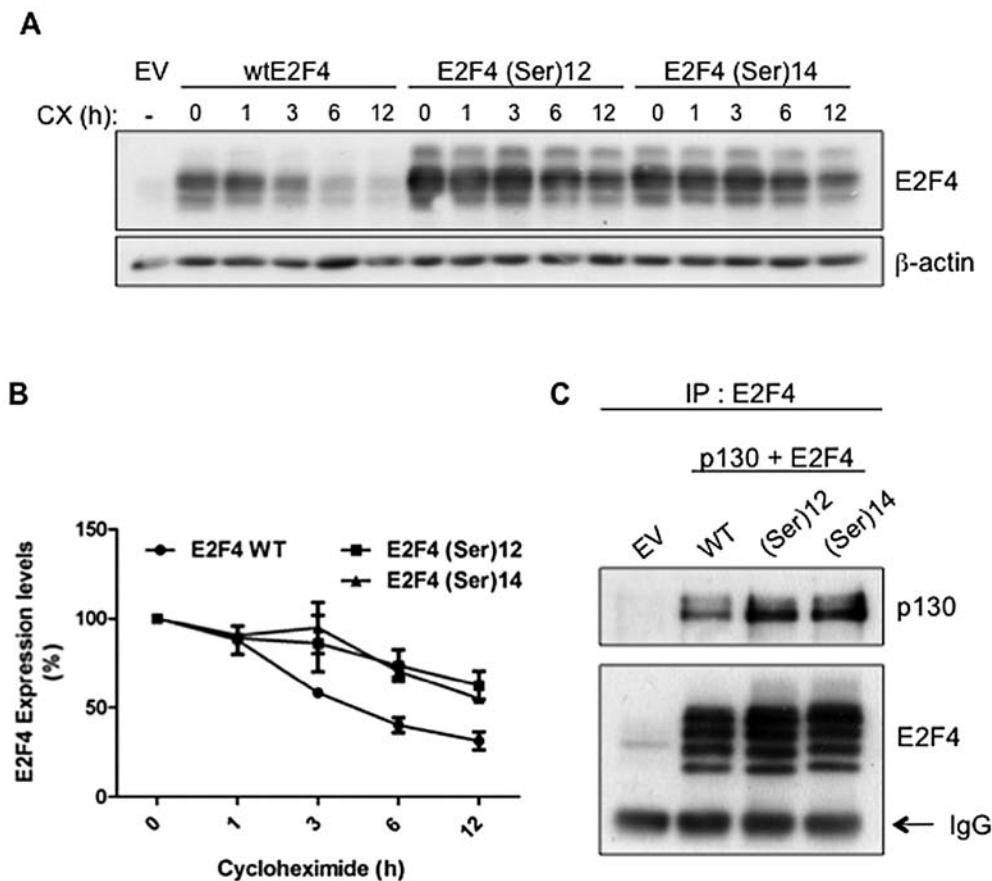 A
EV wtE2F4 E2F4 (Ser)12 E2F4 (Ser)14
CX (h): - 0 1 3 6 12 0 1 3 6 12 0 1 3 6 12
E2F4
β-actin
B
150
100
50
0
E2F4 Expression levels
(%)
E2F4 WT
E2F4 (Ser)12
E2F4 (Ser)14
0 1 3 6 12
Cycloheximide (h)
C
IP : E2F4
p130 + E2F4
EV WT (Ser)12 (Ser)14
p130
E2F4
← IgG